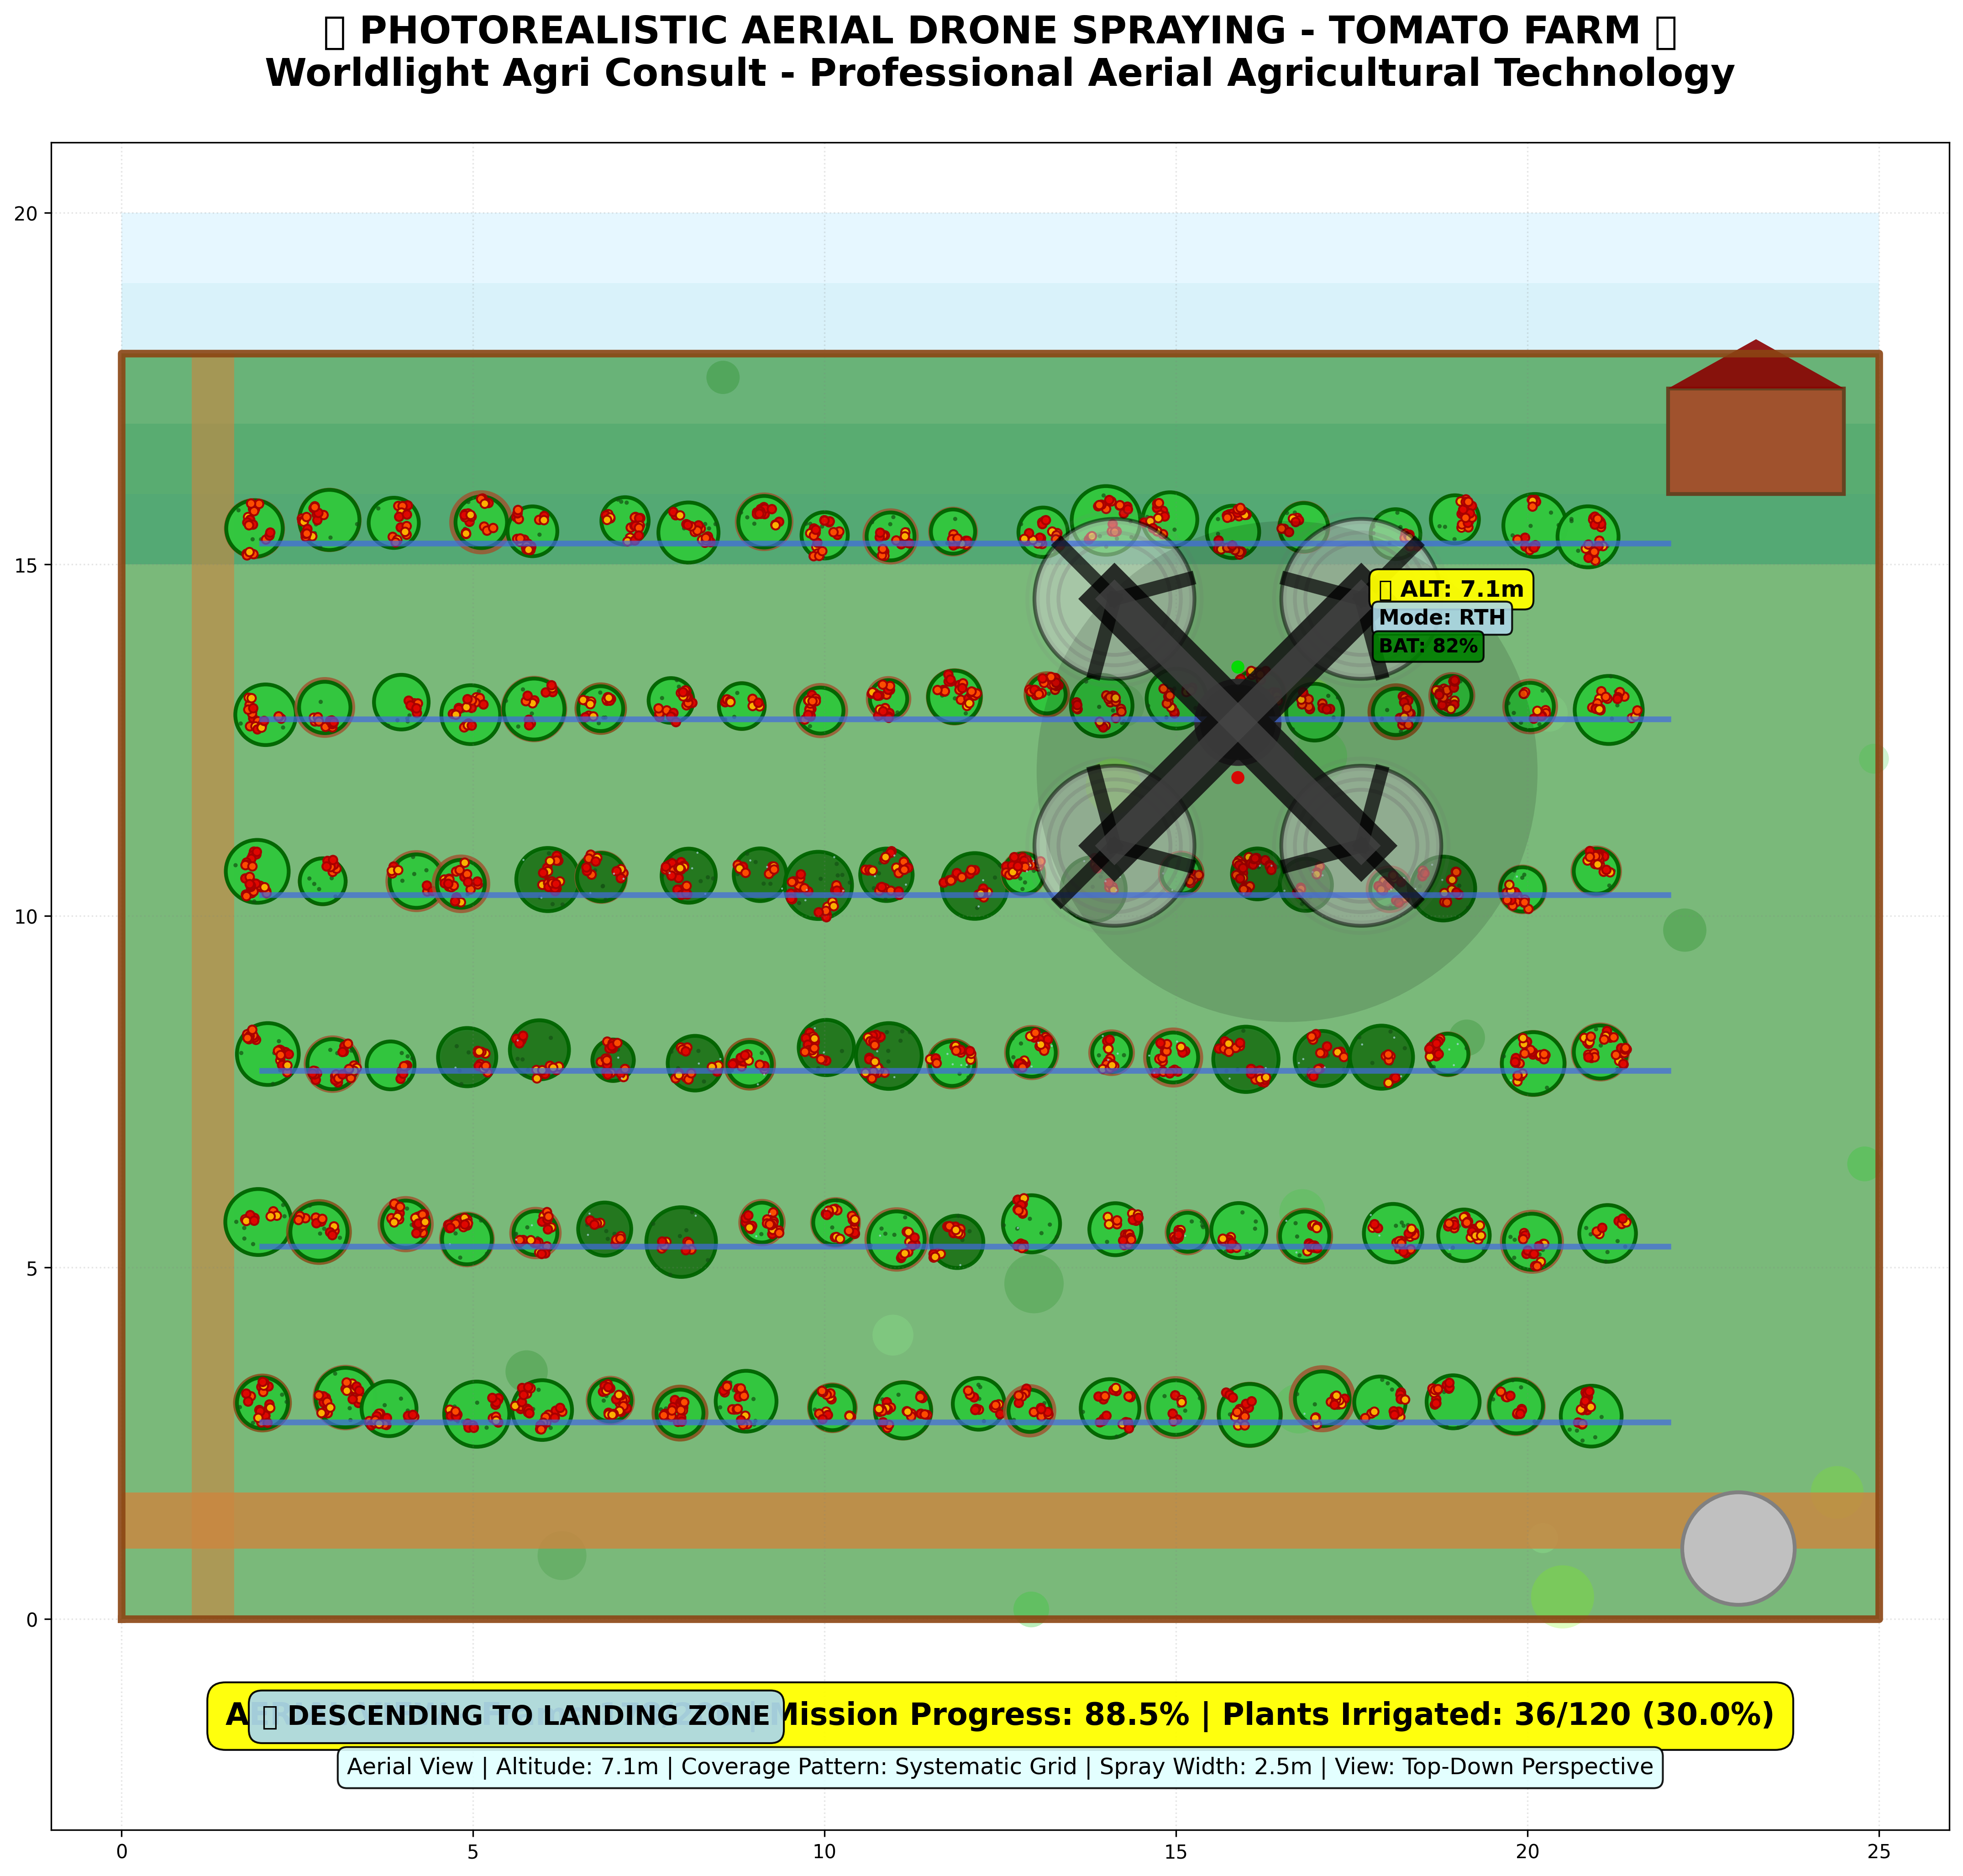 PHOTOREALISTIC AERIAL DRONE SPRAYING - TOMATO FARM
Worldlight Agri Consult - Professional Aerial Agricultural Technology
20
15
10
5
0
ALT: 7.1m
Mode: RTH
BAT: 82%
DESCENDING TO LANDING ZONE
Mission Progress: 88.5% | Plants Irrigated: 36/120 (30.0%)
Aerial View | Altitude: 7.1m | Coverage Pattern: Systematic Grid | Spray Width: 2.5m | View: Top-Down Perspective
0
5
10
15
20
25